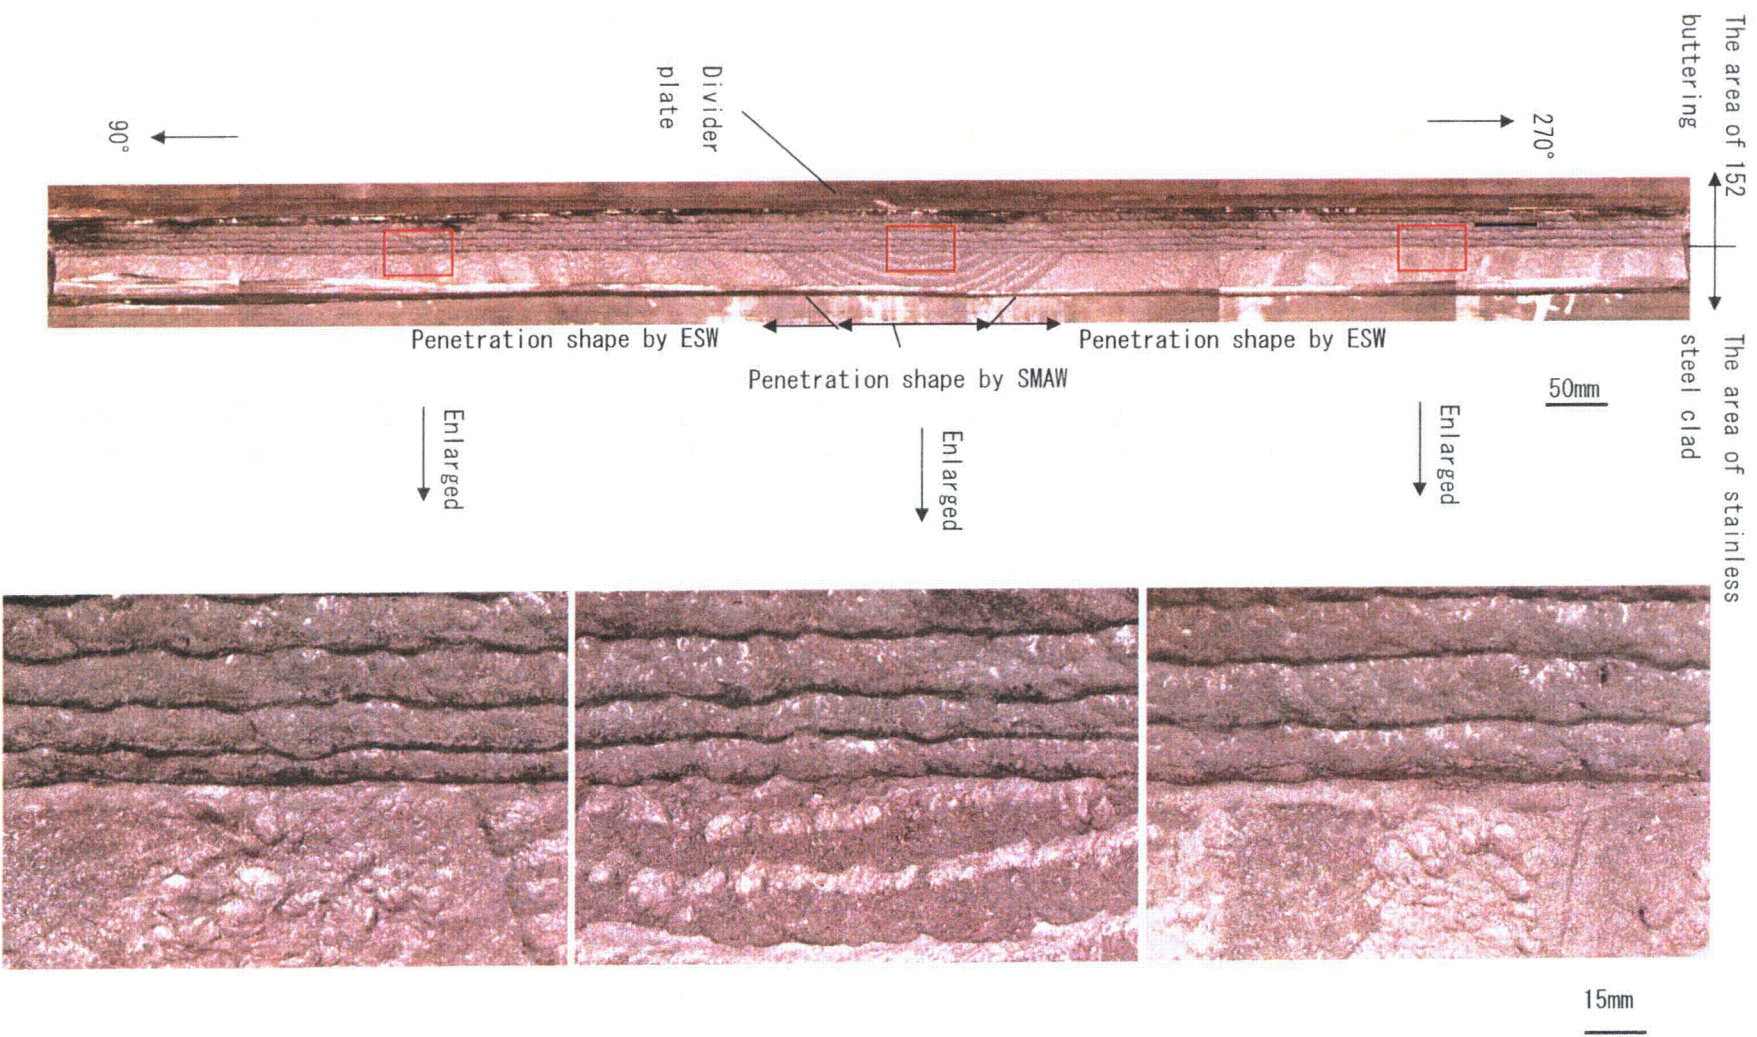 The area of 152
buttering
Divider
plate
90°
270°
Penetration shape by ESW
Penetration shape by ESW
Penetration shape by SMAW
50mm
The area of stainless
steel clad
Enlarged
Enlarged
Enlarged
15mm